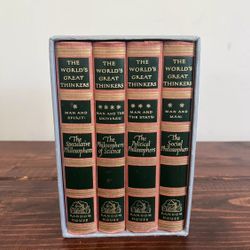 THE
WORLD'S
GREAT
THINKERS
*
MAN AND
SPIRIT:
The
Speculative
Philosophers
RANDOM
HOUSE
THE
WORLD'S
GREAT
THINKERS
* * * *
MAN AND THE
UNIVERSE:
The
Philosophers
of Science
RANDOM
HOUSE
THE
WORLD'S
GREAT
THINKERS
* * *
MAN AND
THE STATE:
The
Political
Philosophers
RANDOM
HOUSE
THE
WORLD'S
GREAT
THINKERS
* *
MAN AND
MAN:
The
Social
Philosophers
RANDOM
HOUSE